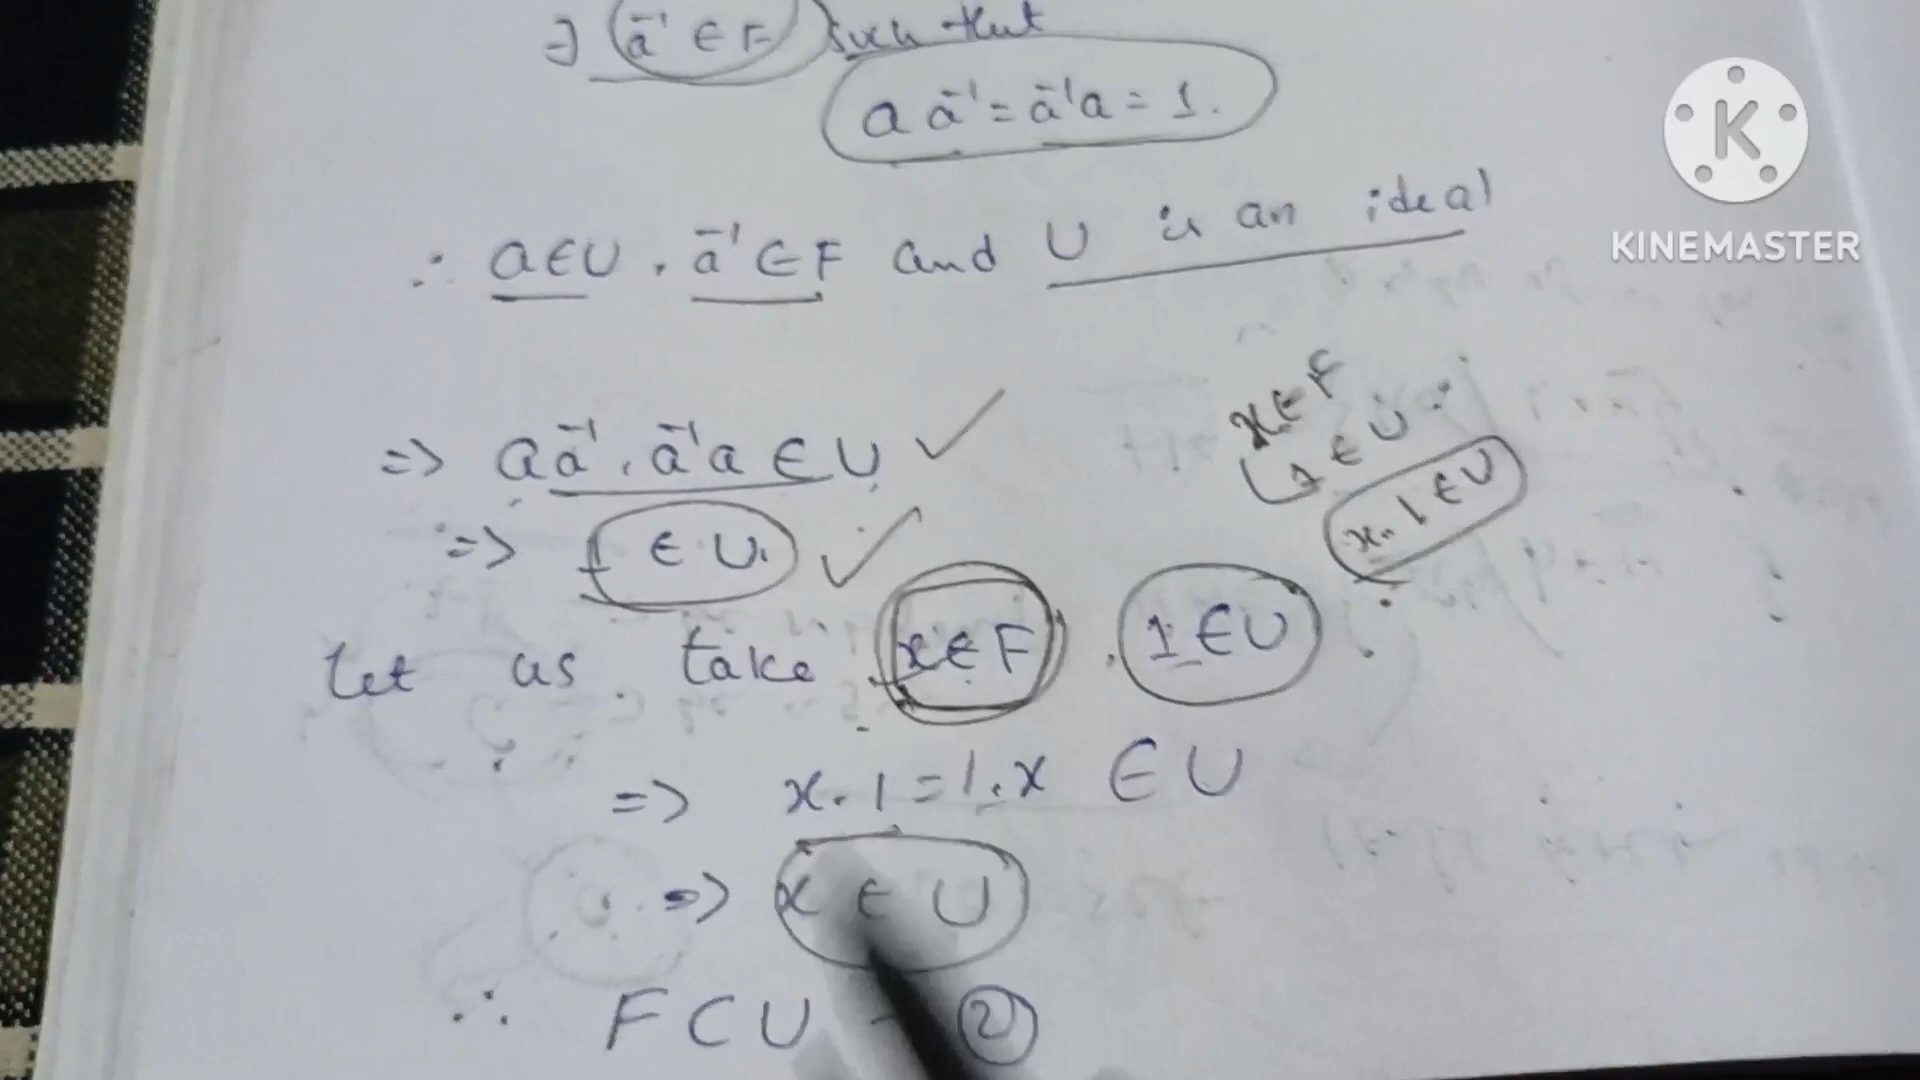 ∃ a⁻¹ ∈ F such that
a a⁻¹ = a⁻¹a = 1.
K
KINEMASTER
∴ a∈U, a⁻¹ ∈ F and U is an ideal
x ∈ F
1 ∈ U
x. 1 ∈ U
=> a a⁻¹, a⁻¹a ∈ U
=> 1 ∈ U.
Let us take x∈F, 1 ∈ U
=> x.1 = 1.x ∈ U
=> x ∈ U
∴ F ⊂ U - ②